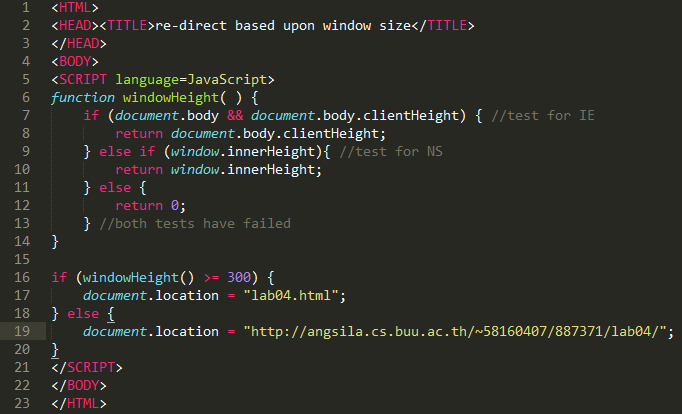 1 <HTML>
2 <HEAD><TITLE>re-direct based upon window size</TITLE>
3 </HEAD>
4 <BODY>
5 <SCRIPT language=JavaScript>
6 function windowHeight( ) {
7     if (document.body && document.body.clientHeight) { //test for IE
8         return document.body.clientHeight;
9     } else if (window.innerHeight){ //test for NS
10         return window.innerHeight;
11     } else {
12         return 0;
13     } //both tests have failed
14 }
15
16 if (windowHeight() >= 300) {
17     document.location = "lab04.html";
18 } else {
19     document.location = "http://angsila.cs.buu.ac.th/~58160407/887371/lab04/";
20 }
21 </SCRIPT>
22 </BODY>
23 </HTML>